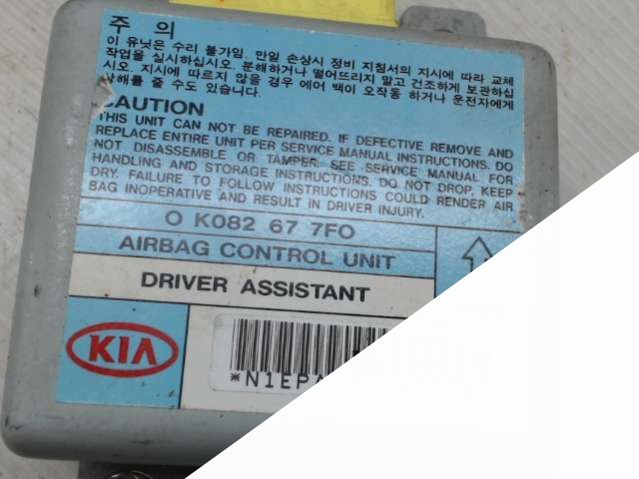 주 의
이 유닛은 수리 불가임. 만일 손상시 정비 지침서의 지시에 따라 교체
작업을 실시하십시오. 분해하거나 떨어뜨리지 말고 건조하게 보관하십
시오. 지시에 따르지 않을 경우 에어 백이 오작동 하거나 운전자에게
상해를 줄 수도 있습니다.
CAUTION
THIS UNIT CAN NOT BE REPAIRED. IF DEFECTIVE REMOVE AND
REPLACE ENTIRE UNIT PER SERVICE MANUAL INSTRUCTIONS. DO
NOT DISASSEMBLE OR TAMPER. SEE SERVICE MANUAL FOR
HANDLING AND STORAGE INSTRUCTIONS. DO NOT DROP, KEEP
DRY. FAILURE TO FOLLOW INSTRUCTIONS COULD RENDER AIR
BAG INOPERATIVE AND RESULT IN DRIVER INJURY.
O K082 67 7F0
AIRBAG CONTROL UNIT
DRIVER ASSISTANT
KIA